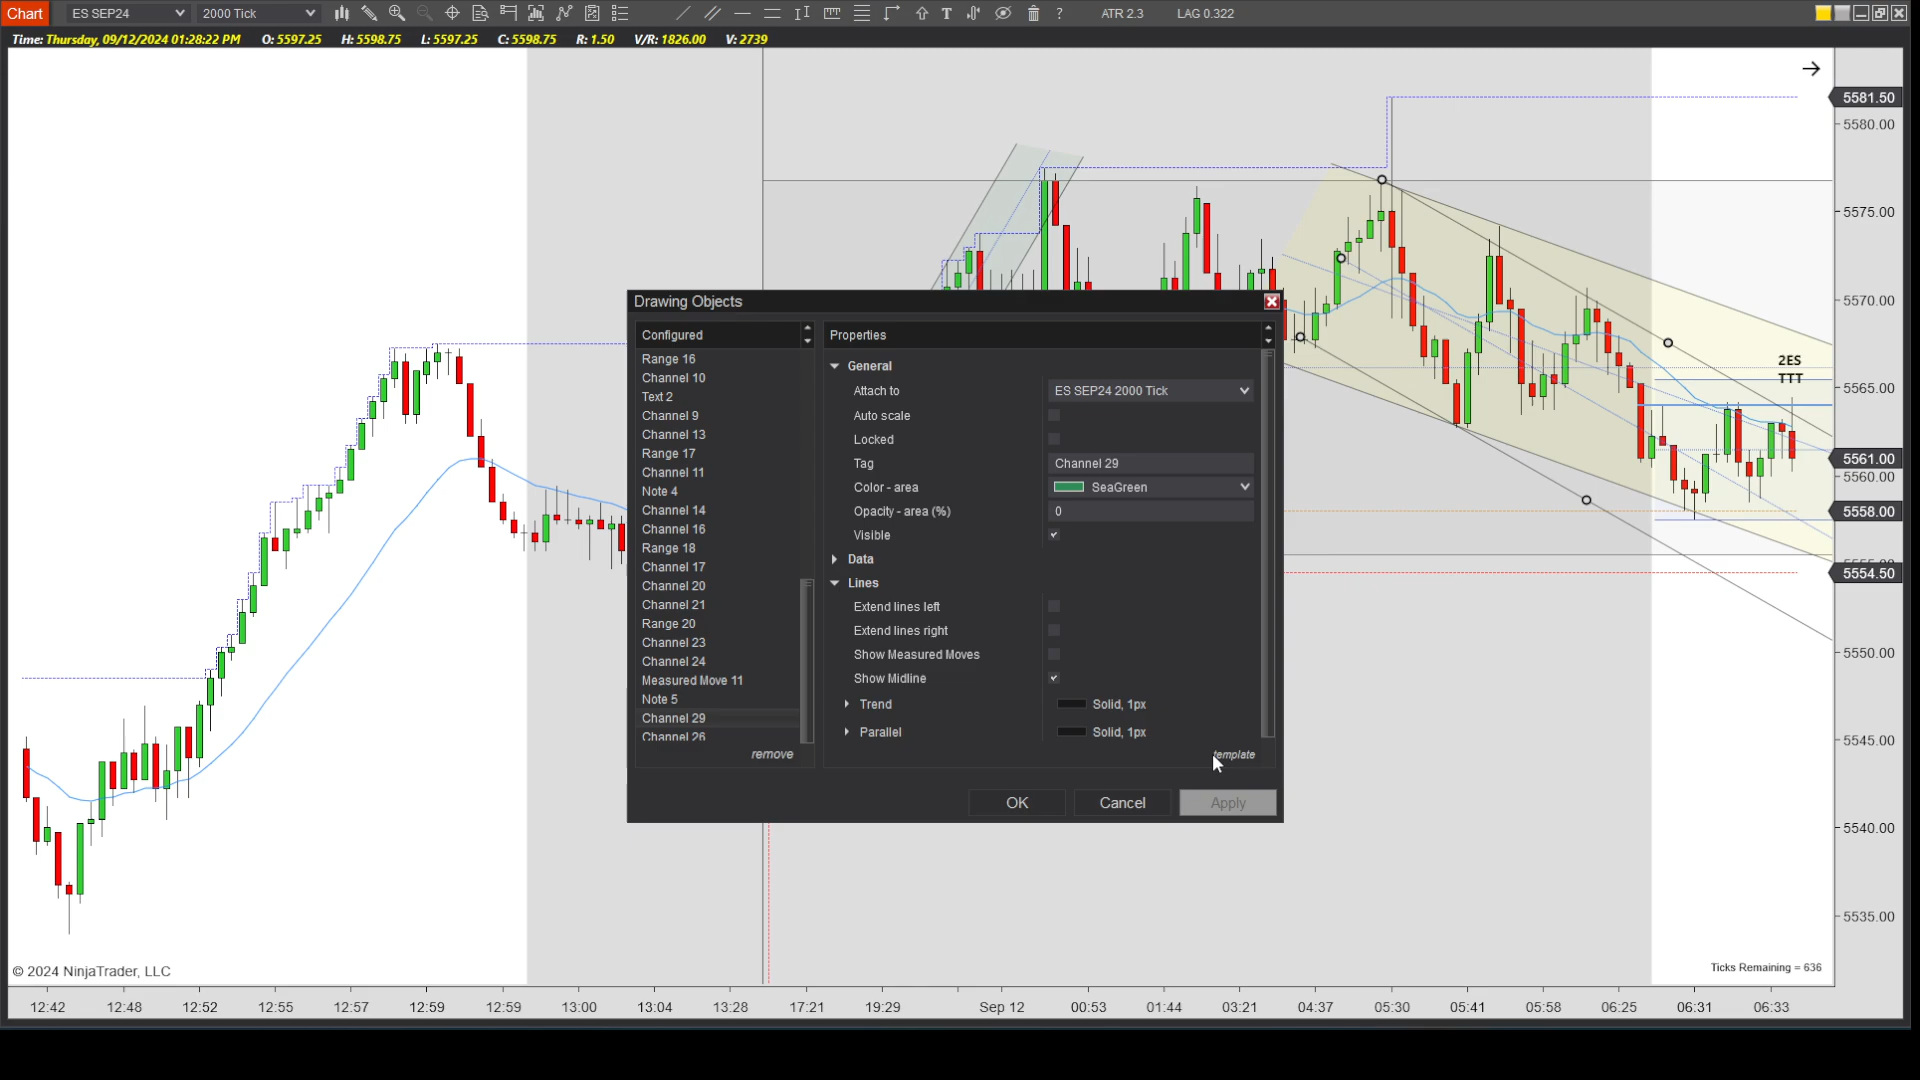 Chart ES SEP24 2000 Tick T ? ATR 2.3 LAG 0.322
Time: Thursday, 09/12/2024 01:28:22 PM O: 5597.25 H: 5598.75 L: 5597.25 C: 5598.75 R: 1.50 V/R: 1826.00 V: 2739
5581.50
5580.00
5575.00
5570.00
2ES
TTT
5565.00
5561.00
5560.00
5558.00
5554.50
5550.00
5545.00
5540.00
5535.00
Drawing Objects
Configured
Range 16
Channel 10
Text 2
Channel 9
Channel 13
Range 17
Channel 11
Note 4
Channel 14
Channel 16
Range 18
Channel 17
Channel 20
Channel 21
Range 20
Channel 23
Channel 24
Measured Move 11
Note 5
Channel 29
Channel 26
remove
Properties
General
Attach to ES SEP24 2000 Tick
Auto scale
Locked
Tag Channel 29
Color - area SeaGreen
Opacity - area (%) 0
Visible
Data
Lines
Extend lines left
Extend lines right
Show Measured Moves
Show Midline
Trend Solid, 1px
Parallel Solid, 1px
template
OK Cancel Apply
© 2024 NinjaTrader, LLC
Ticks Remaining = 636
12:42 12:48 12:52 12:55 12:57 12:59 12:59 13:00 13:04 13:28 17:21 19:29 Sep 12 00:53 01:44 03:21 04:37 05:30 05:41 05:58 06:25 06:31 06:33